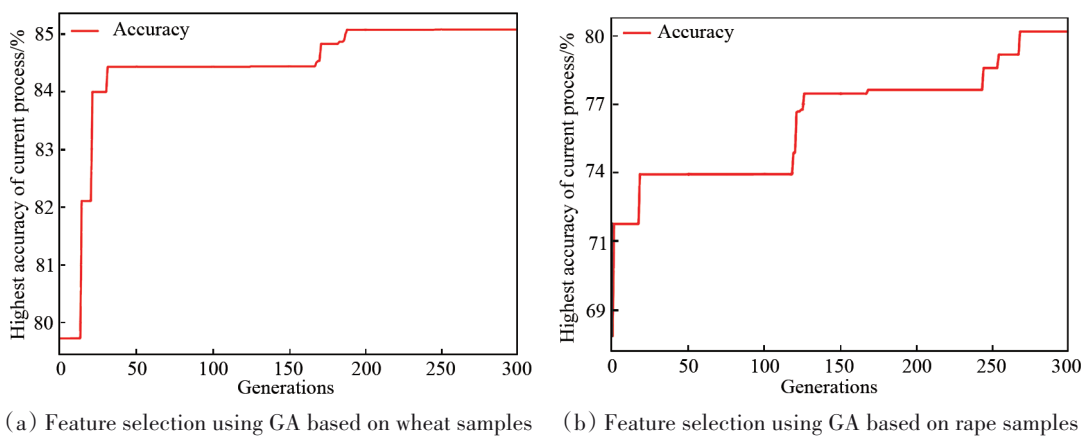 Highest accuracy of current process/%
85
84
83
82
81
80
Accuracy
0 50 100 150 200 250 300
Generations
(a) Feature selection using GA based on wheat samples
Highest accuracy of current process/%
80
77
74
71
69
Accuracy
0 50 100 150 200 250 300
Generations
(b) Feature selection using GA based on rape samples